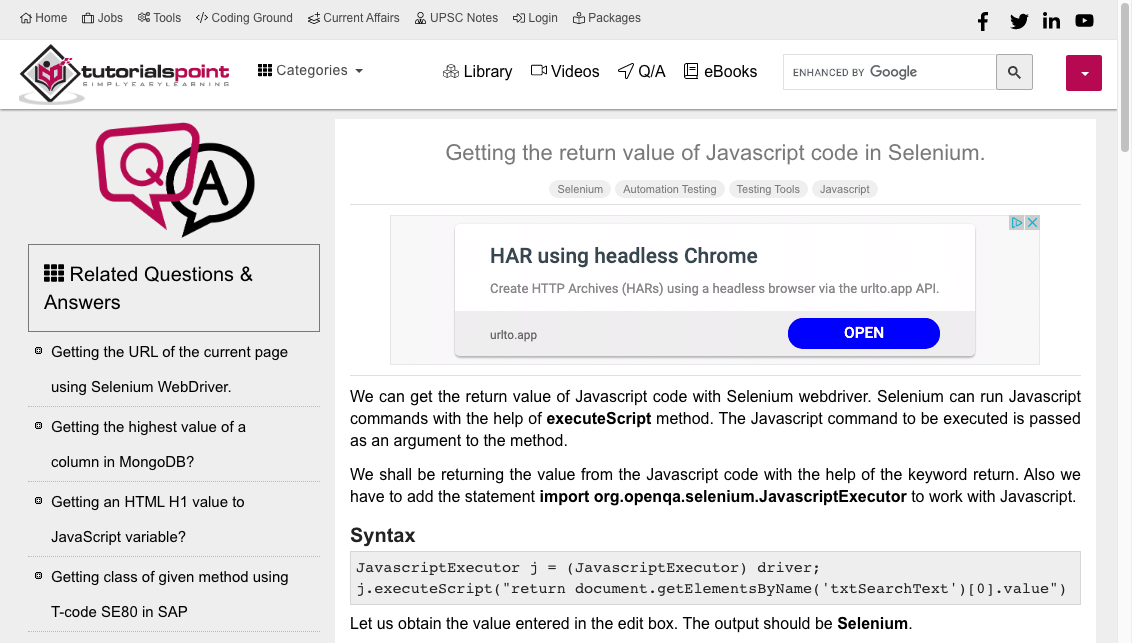 Home Jobs Tools Coding Ground Current Affairs UPSC Notes Login Packages
tutorialspoint
SIMPLYEASYLEARNING
Categories
Library Videos Q/A eBooks
ENHANCED BY Google
Q A
Related Questions &
Answers
Getting the URL of the current page
using Selenium WebDriver.
Getting the highest value of a
column in MongoDB?
Getting an HTML H1 value to
JavaScript variable?
Getting class of given method using
T-code SE80 in SAP
Getting the return value of Javascript code in Selenium.
Selenium Automation Testing Testing Tools Javascript
HAR using headless Chrome
Create HTTP Archives (HARs) using a headless browser via the urlto.app API.
urlto.app
OPEN
We can get the return value of Javascript code with Selenium webdriver. Selenium can run Javascript
commands with the help of executeScript method. The Javascript command to be executed is passed
as an argument to the method.
We shall be returning the value from the Javascript code with the help of the keyword return. Also we
have to add the statement import org.openqa.selenium.JavascriptExecutor to work with Javascript.
Syntax
JavascriptExecutor j = (JavascriptExecutor) driver;
j.executeScript("return document.getElementsByName('txtSearchText')[0].value")
Let us obtain the value entered in the edit box. The output should be Selenium.